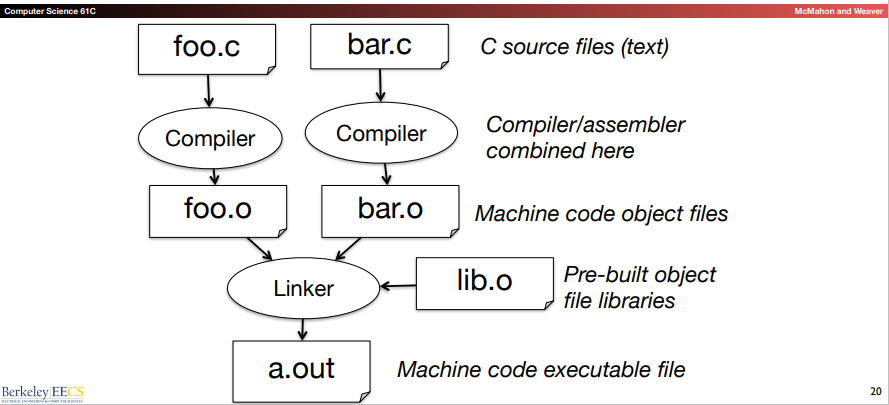 Computer Science 61C
McMahon and Weaver
foo.c
bar.c
C source files (text)
Compiler
Compiler
Compiler/assembler
combined here
foo.o
bar.o
Machine code object files
Linker
lib.o
Pre-built object
file libraries
a.out
Machine code executable file
Berkeley EECS
ELECTRICAL ENGINEERING & COMPUTER SCIENCES
20